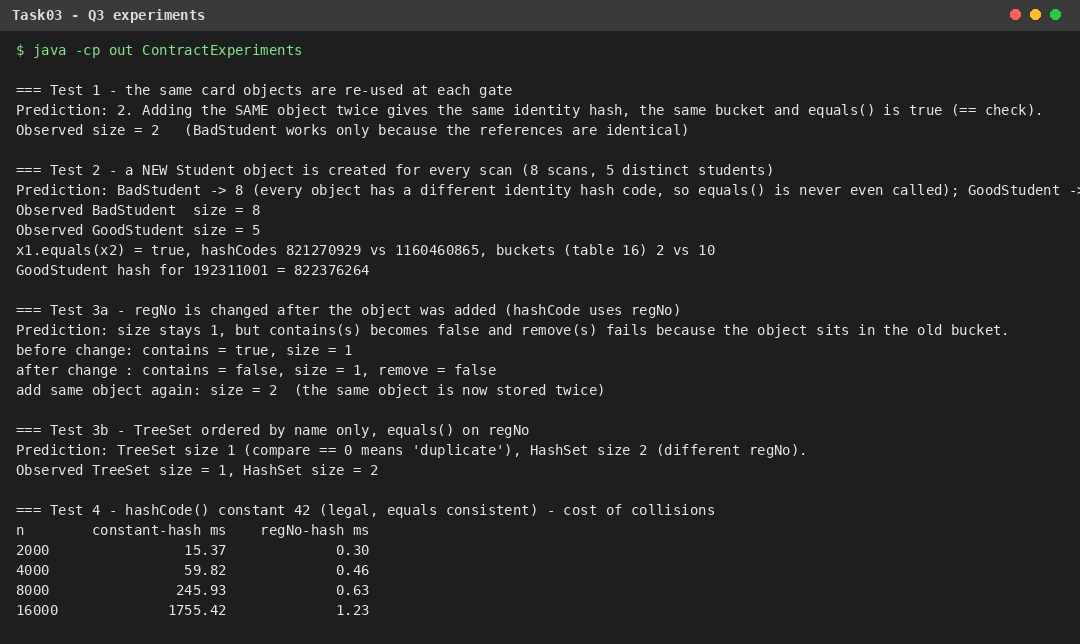 Task03 - Q3 experiments
$ java -cp out ContractExperiments
=== Test 1 - the same card objects are re-used at each gate
Prediction: 2. Adding the SAME object twice gives the same identity hash, the same bucket and equals() is true (== check).
Observed size = 2   (BadStudent works only because the references are identical)
=== Test 2 - a NEW Student object is created for every scan (8 scans, 5 distinct students)
Prediction: BadStudent -> 8 (every object has a different identity hash code, so equals() is never even called); GoodStudent ->
Observed BadStudent  size = 8
Observed GoodStudent size = 5
x1.equals(x2) = true, hashCodes 821270929 vs 1160460865, buckets (table 16) 2 vs 10
GoodStudent hash for 192311001 = 822376264
=== Test 3a - regNo is changed after the object was added (hashCode uses regNo)
Prediction: size stays 1, but contains(s) becomes false and remove(s) fails because the object sits in the old bucket.
before change: contains = true, size = 1
after change : contains = false, size = 1, remove = false
add same object again: size = 2  (the same object is now stored twice)
=== Test 3b - TreeSet ordered by name only, equals() on regNo
Prediction: TreeSet size 1 (compare == 0 means 'duplicate'), HashSet size 2 (different regNo).
Observed TreeSet size = 1, HashSet size = 2
=== Test 4 - hashCode() constant 42 (legal, equals consistent) - cost of collisions
n        constant-hash ms    regNo-hash ms
2000                15.37             0.30
4000                59.82             0.46
8000               245.93             0.63
16000             1755.42             1.23